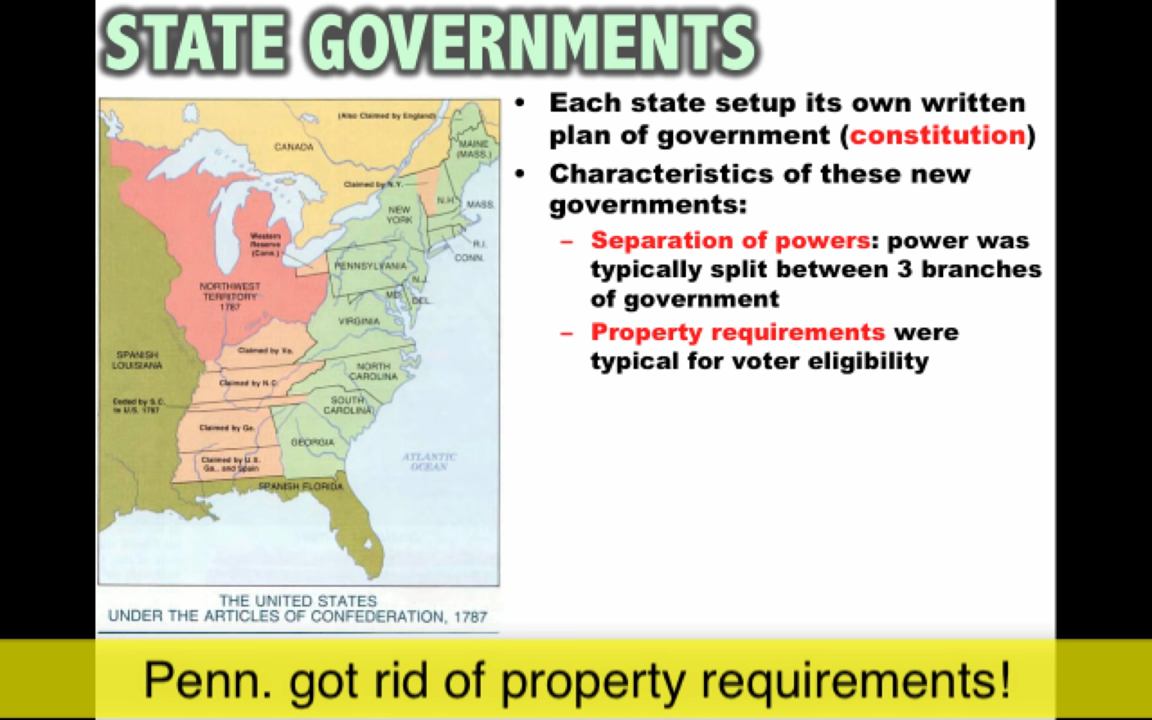 STATE GOVERNMENTS
• Each state setup its own written
plan of government (constitution)
• Characteristics of these new
governments:
– Separation of powers: power was
typically split between 3 branches
of government
– Property requirements were
typical for voter eligibility
(Also Claimed by England)
CANADA
MAINE
(MASS.)
Claimed by N.Y.
N.H.
MASS.
NEW
YORK
Western
Reserve
(Conn.)
R.I.
CONN.
PENNSYLVANIA
N.J.
NORTHWEST
TERRITORY
1787
MD.
DEL.
VIRGINIA
Claimed by Va.
SPANISH
LOUISIANA
NORTH
CAROLINA
Claimed by N.C.
Ceded by S.C.
to U.S. 1787
SOUTH
CAROLINA
Claimed by Ga.
GEORGIA
Claimed by U.S.
Ga., and Spain
ATLANTIC
OCEAN
SPANISH FLORIDA
THE UNITED STATES
UNDER THE ARTICLES OF CONFEDERATION, 1787
Penn. got rid of property requirements!